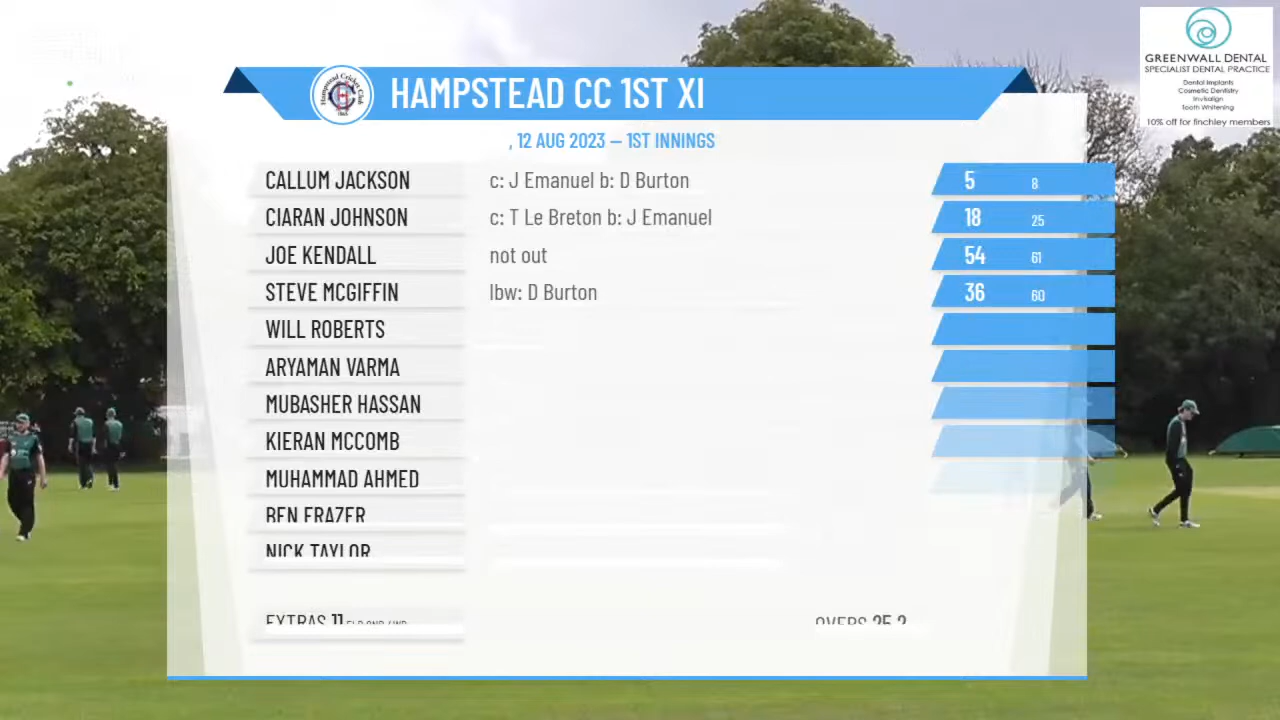 GREENWALL DENTAL
SPECIALIST DENTAL PRACTICE
Dental Implants
Cosmetic Dentistry
Invisalign
Tooth Whitening
10% off for finchley members
HAMPSTEAD CC 1ST XI
, 12 AUG 2023 – 1ST INNINGS
CALLUM JACKSON c: J Emanuel b: D Burton 5 8
CIARAN JOHNSON c: T Le Breton b: J Emanuel 18 25
JOE KENDALL not out 54 61
STEVE MCGIFFIN lbw: D Burton 36 60
WILL ROBERTS
ARYAMAN VARMA
MUBASHER HASSAN
KIERAN MCCOMB
MUHAMMAD AHMED
BEN FRAZER
NICK TAYLOR
EXTRAS 11 OVERS 25.2